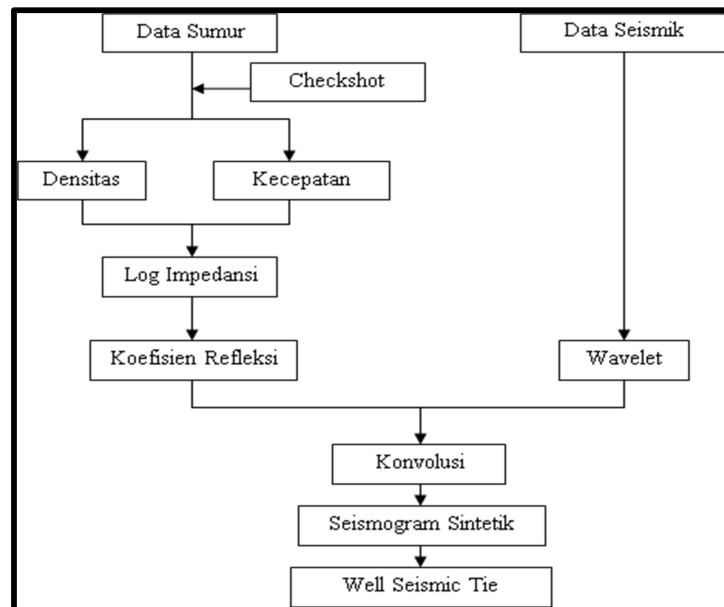 Data Sumur
Data Seismik
Checkshot
Densitas
Kecepatan
Log Impedansi
Koefisien Refleksi
Wavelet
Konvolusi
Seismogram Sintetik
Well Seismic Tie